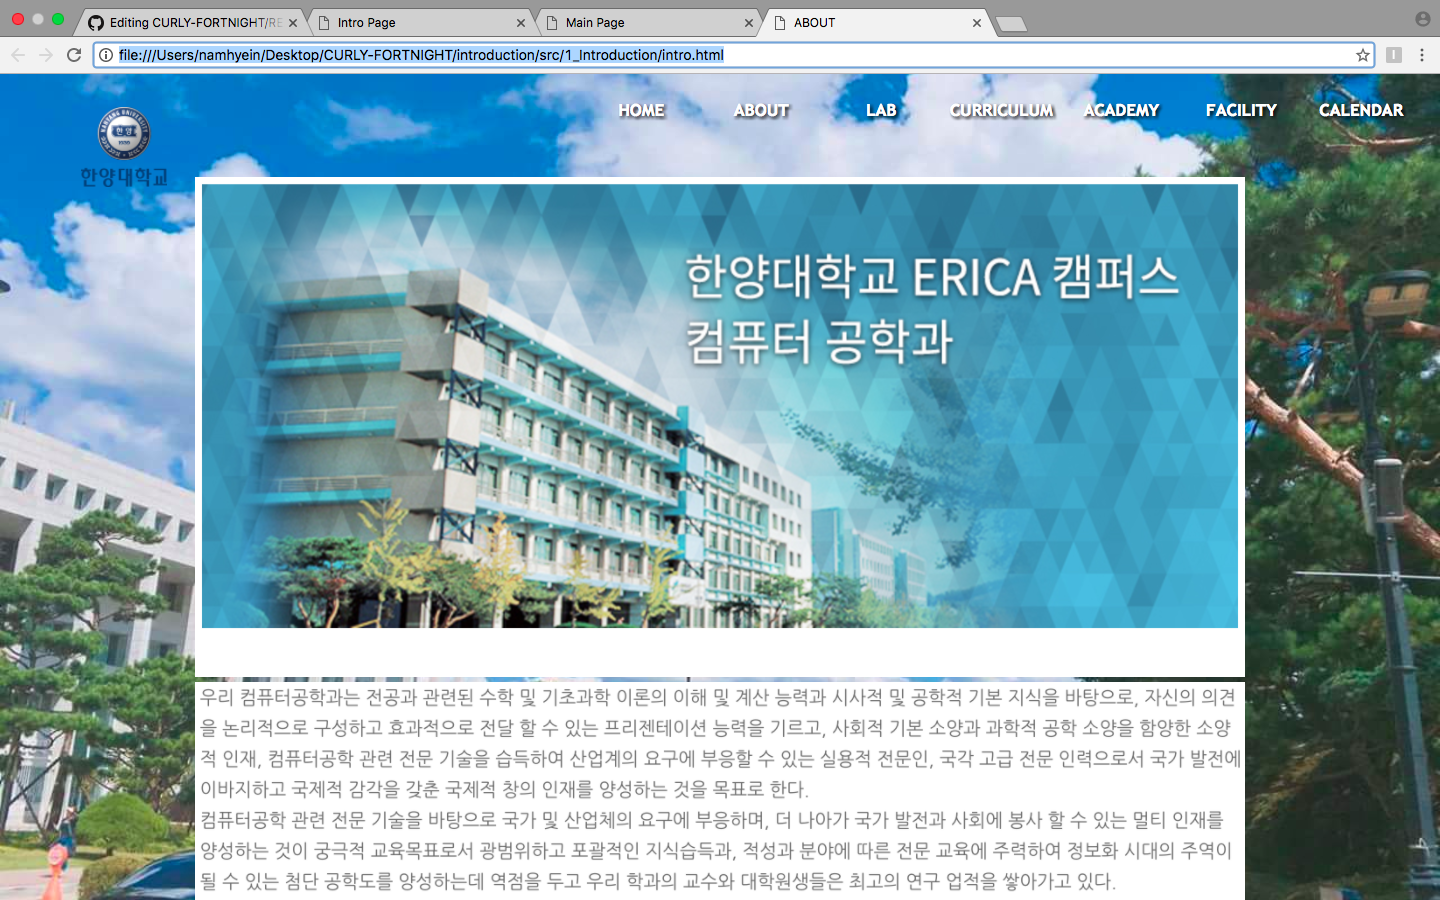 Editing CURLY-FORTNIGHT/RE
Intro Page
Main Page
ABOUT
file:///Users/namhyein/Desktop/CURLY-FORTNIGHT/introduction/src/1_Introduction/intro.html
HOME ABOUT LAB CURRICULUM ACADEMY FACILITY CALENDAR
HANYANG UNIVERSITY
한양
1939
한양대학교
한양대학교 ERICA 캠퍼스
컴퓨터 공학과
우리 컴퓨터공학과는 전공과 관련된 수학 및 기초과학 이론의 이해 및 계산 능력과 시사적 및 공학적 기본 지식을 바탕으로, 자신의 의견
을 논리적으로 구성하고 효과적으로 전달 할 수 있는 프리젠테이션 능력을 기르고, 사회적 기본 소양과 과학적 공학 소양을 함양한 소양
적 인재, 컴퓨터공학 관련 전문 기술을 습득하여 산업계의 요구에 부응할 수 있는 실용적 전문인, 국각 고급 전문 인력으로서 국가 발전에
이바지하고 국제적 감각을 갖춘 국제적 창의 인재를 양성하는 것을 목표로 한다.
컴퓨터공학 관련 전문 기술을 바탕으로 국가 및 산업체의 요구에 부응하며, 더 나아가 국가 발전과 사회에 봉사 할 수 있는 멀티 인재를
양성하는 것이 궁극적 교육목표로서 광범위하고 포괄적인 지식습득과, 적성과 분야에 따른 전문 교육에 주력하여 정보화 시대의 주역이
될 수 있는 첨단 공학도를 양성하는데 역점을 두고 우리 학과의 교수와 대학원생들은 최고의 연구 업적을 쌓아가고 있다.